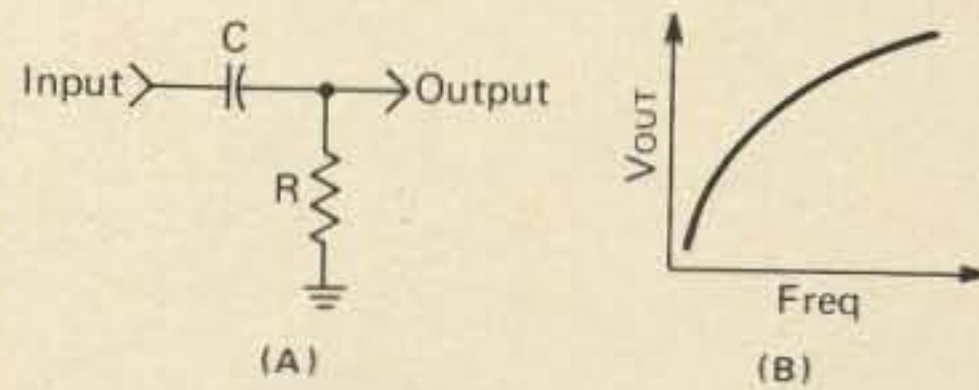 C
Input
Output
R
(A)
VOUT
Freq
(B)